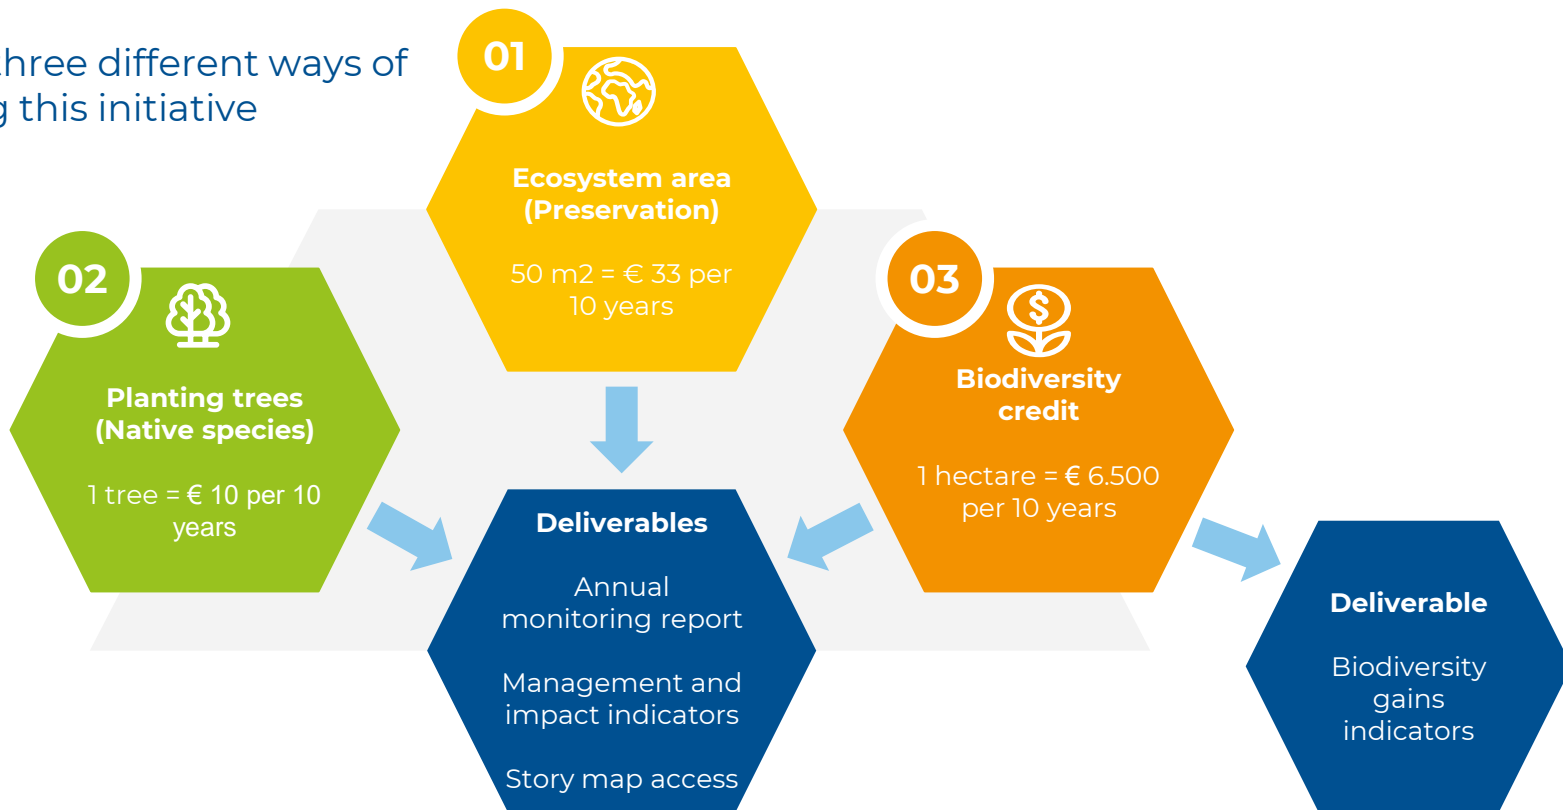 three different ways of
g this initiative
01
Ecosystem area
(Preservation)
50 m2 = € 33 per
10 years
02
Planting trees
(Native species)
1 tree = € 10 per 10
years
03
Biodiversity
credit
1 hectare = € 6.500
per 10 years
Deliverables
Annual
monitoring report
Management and
impact indicators
Story map access
Deliverable
Biodiversity
gains
indicators